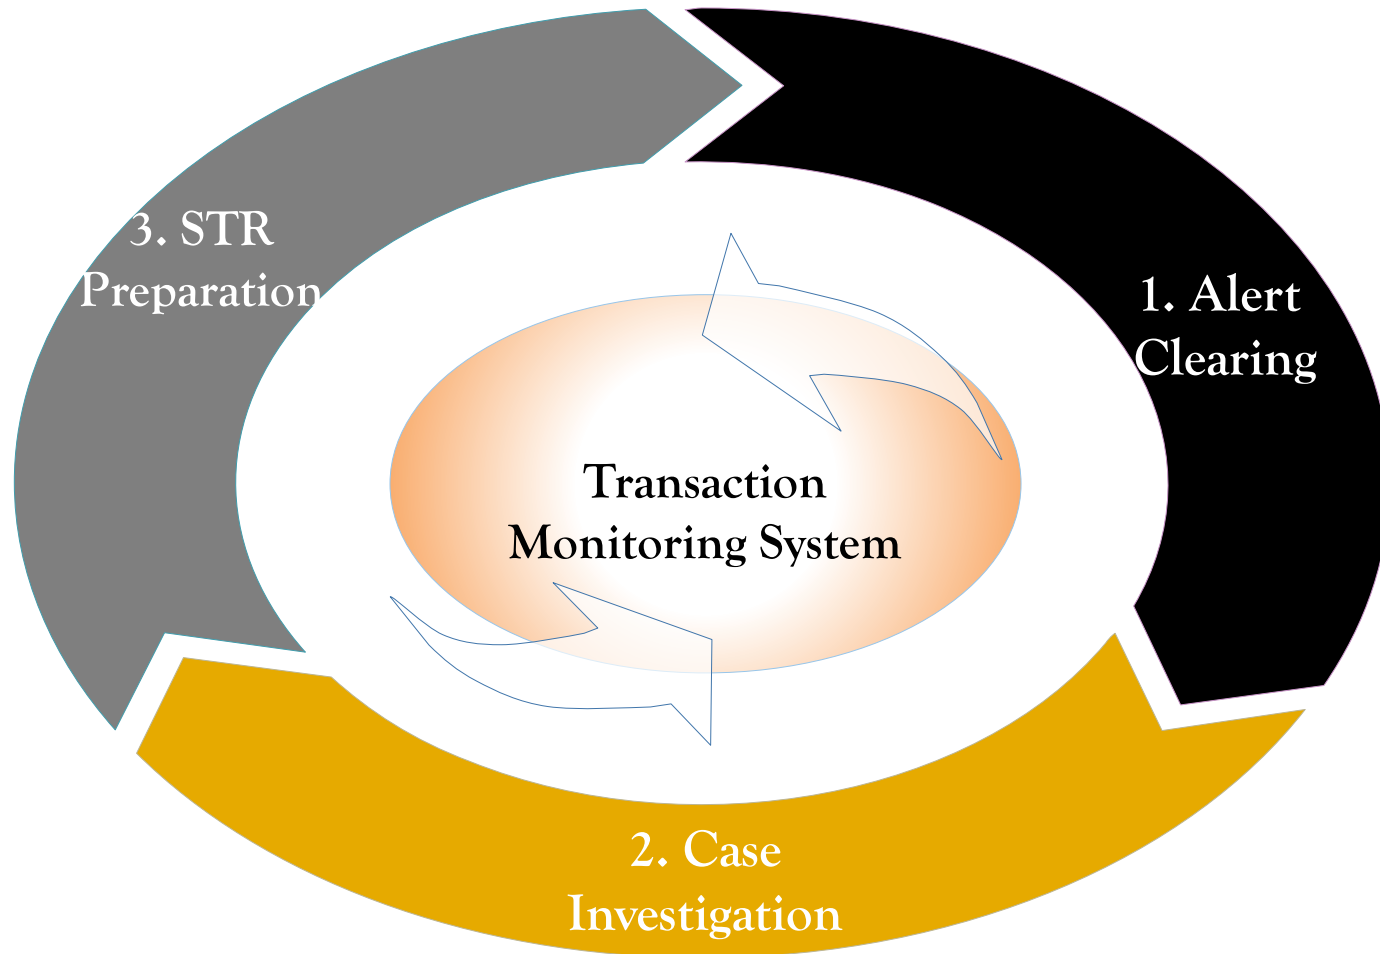 1. Alert
Clearing
2. Case
Investigation
3. STR
Preparation
Transaction
Monitoring System